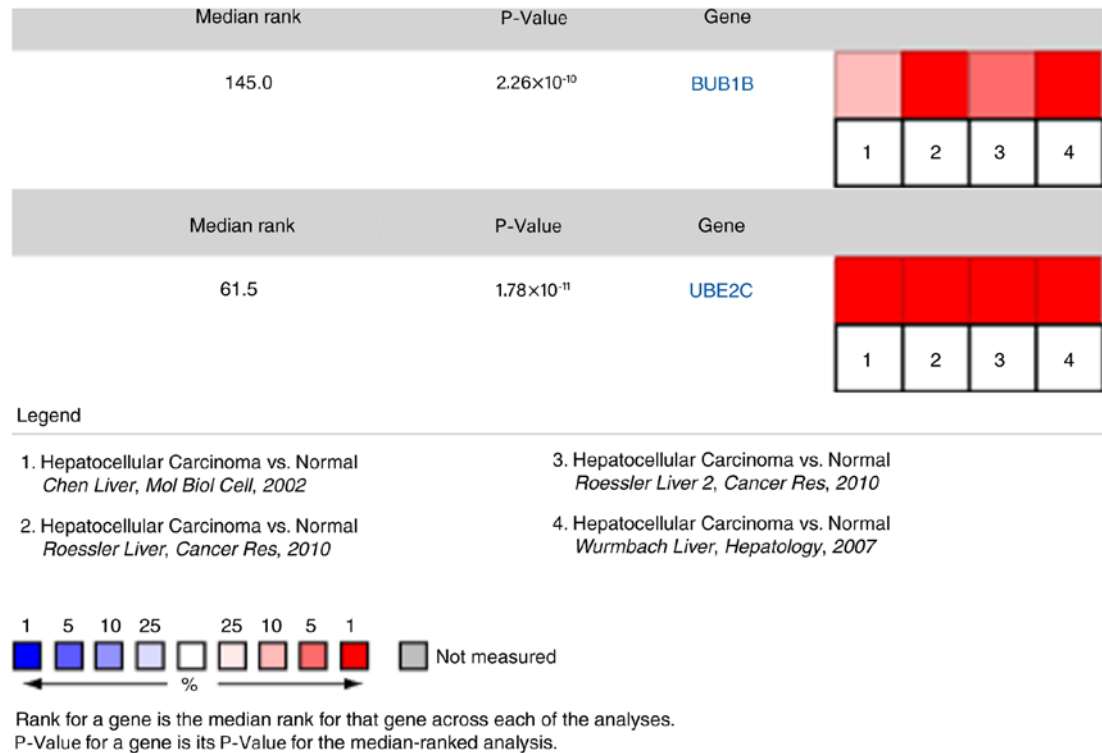 Median rank P-Value Gene
145.0 2.26×10⁻¹⁰ BUB1B
1 2 3 4
Median rank P-Value Gene
61.5 1.78×10⁻¹¹ UBE2C
1 2 3 4
Legend
1. Hepatocellular Carcinoma vs. Normal
Chen Liver, Mol Biol Cell, 2002
2. Hepatocellular Carcinoma vs. Normal
Roessler Liver, Cancer Res, 2010
3. Hepatocellular Carcinoma vs. Normal
Roessler Liver 2, Cancer Res, 2010
4. Hepatocellular Carcinoma vs. Normal
Wurmbach Liver, Hepatology, 2007
1 5 10 25 25 10 5 1
Not measured
%
Rank for a gene is the median rank for that gene across each of the analyses.
P-Value for a gene is its P-Value for the median-ranked analysis.